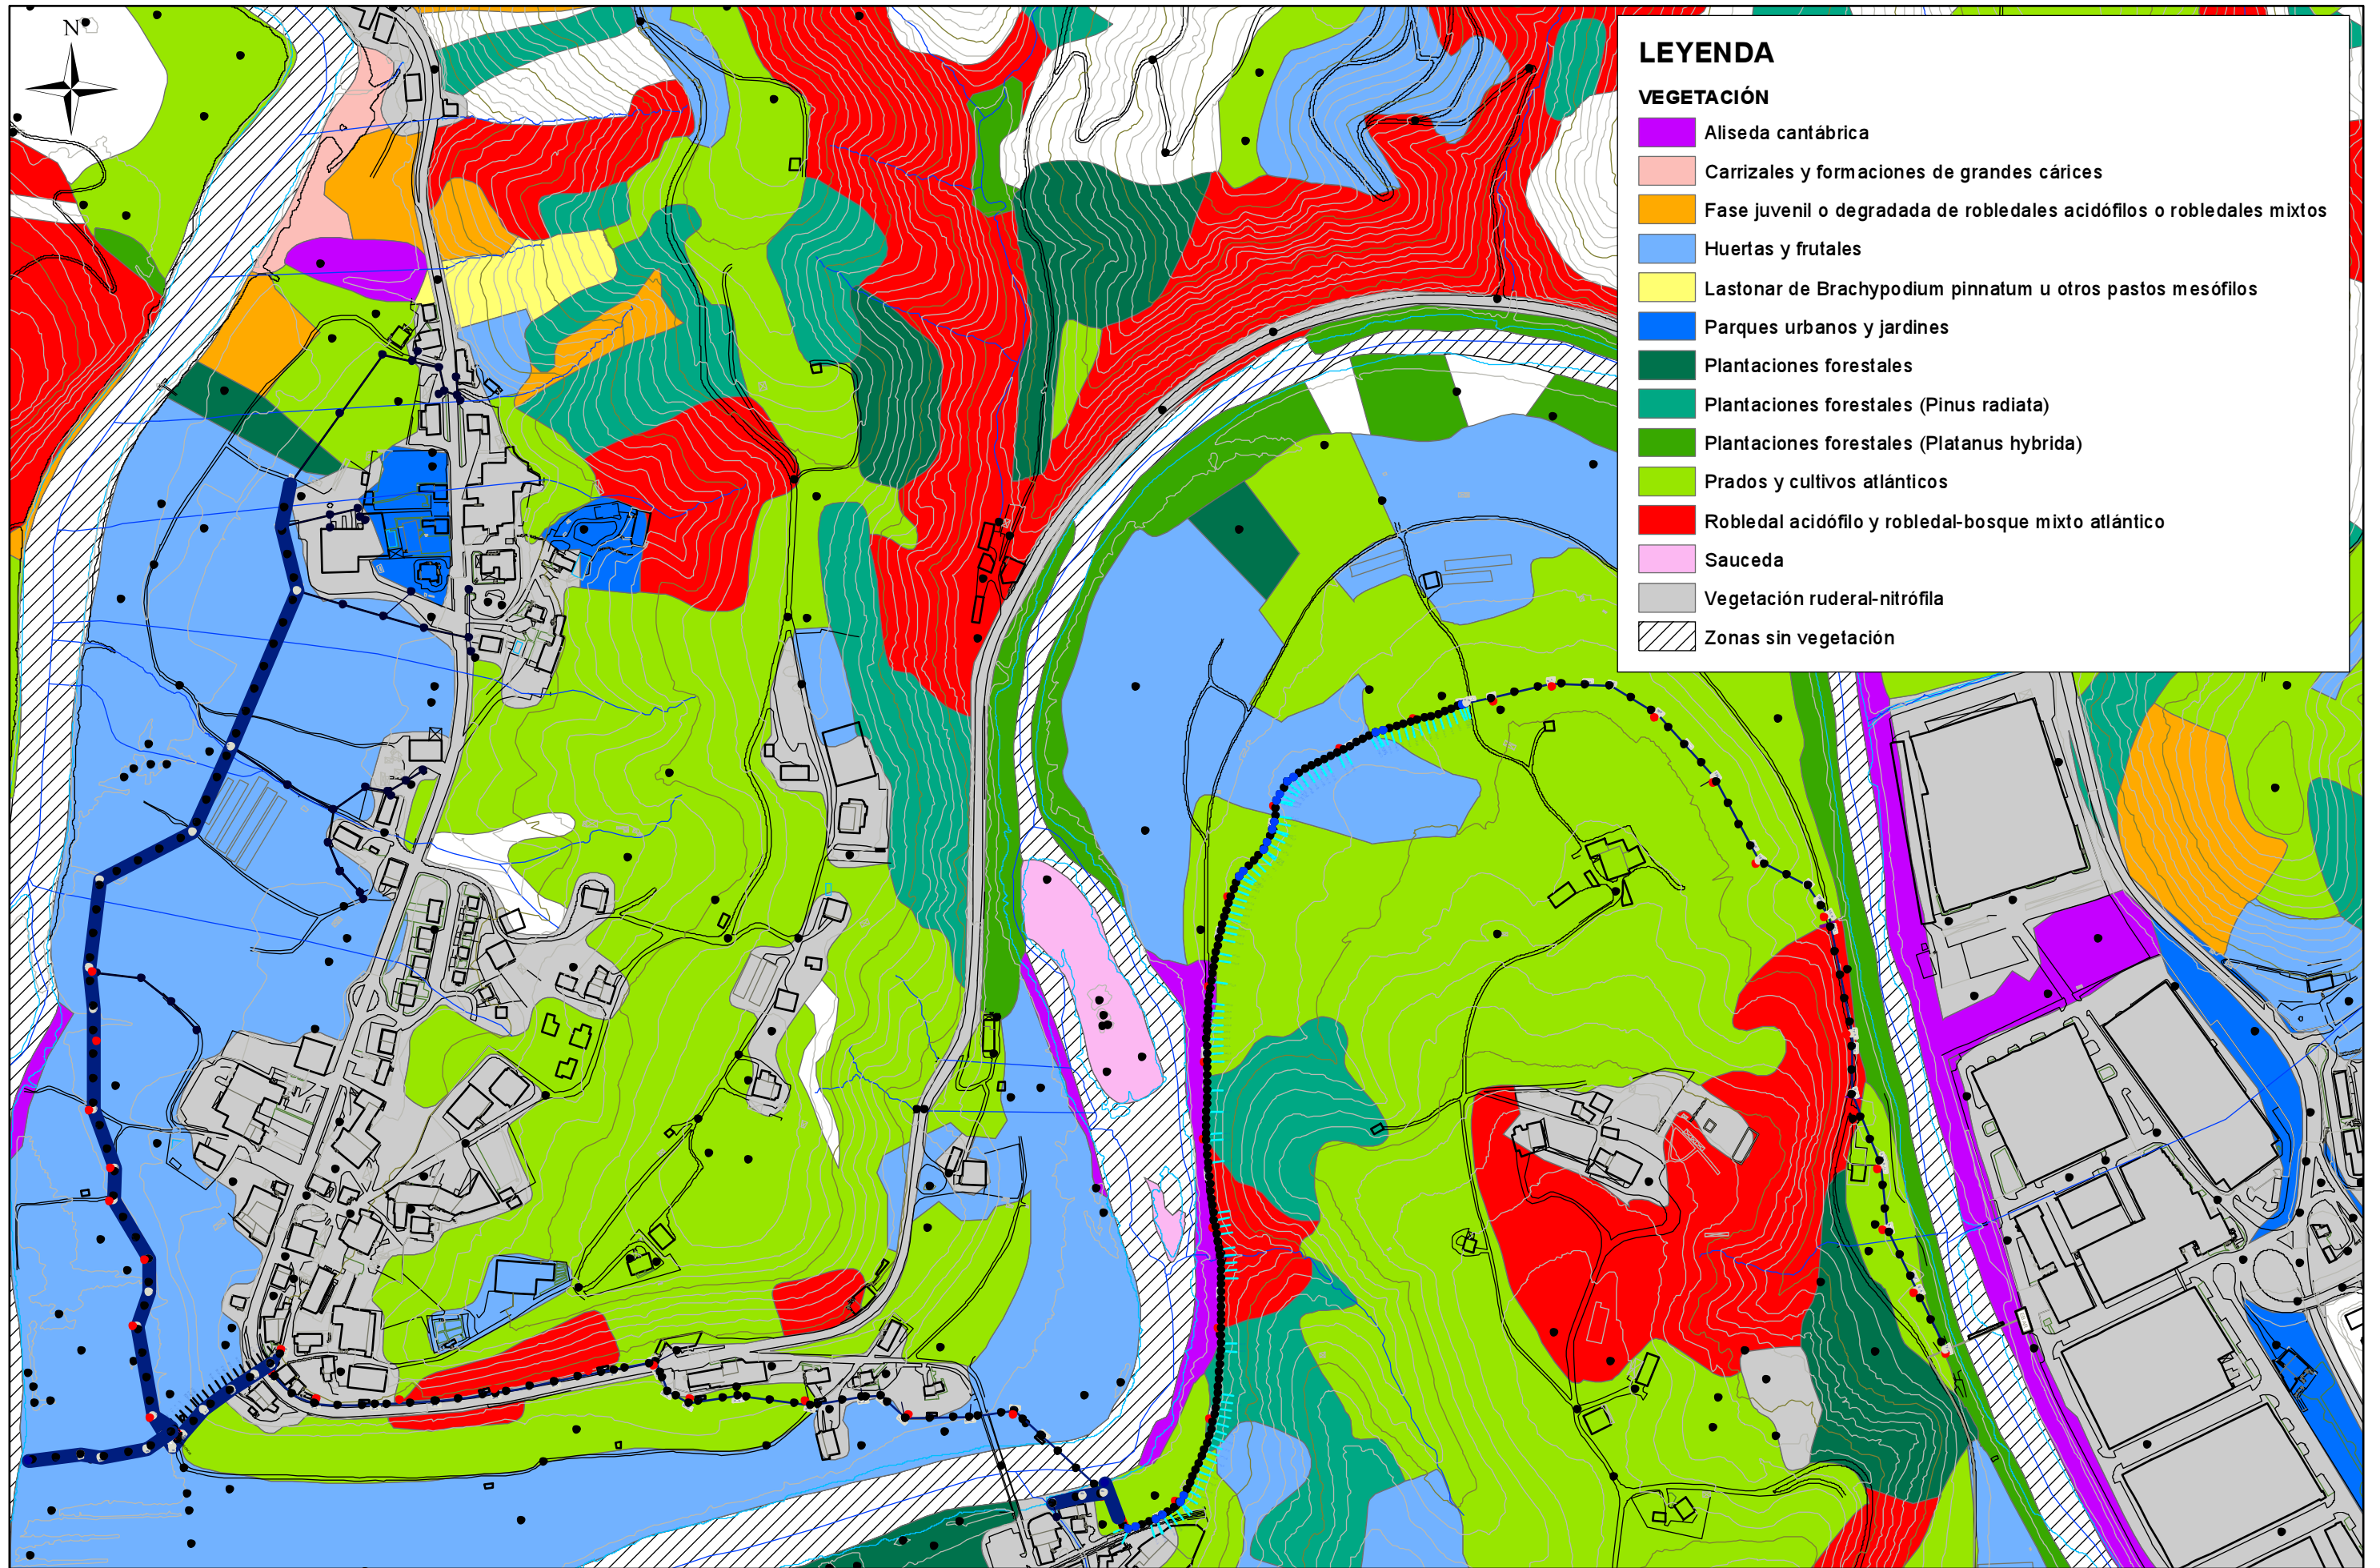 N
LEYENDA
VEGETACIÓN
Aliseda cantábrica
Carrizales y formaciones de grandes cárices
Fase juvenil o degradada de robledales acidófilos o robledales mixtos
Huertas y frutales
Lastonar de Brachypodium pinnatum u otros pastos mesófilos
Parques urbanos y jardines
Plantaciones forestales
Plantaciones forestales (Pinus radiata)
Plantaciones forestales (Platanus hybrida)
Prados y cultivos atlánticos
Robledal acidófilo y robledal-bosque mixto atlántico
Sauceda
Vegetación ruderal-nitrófila
Zonas sin vegetación